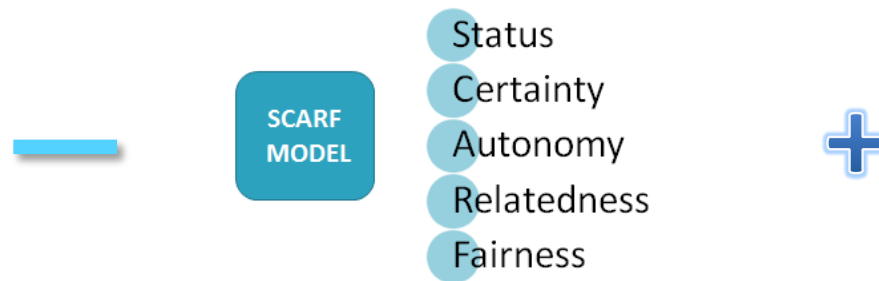 SCARF
MODEL
Status
Certainty
Autonomy
Relatedness
Fairness